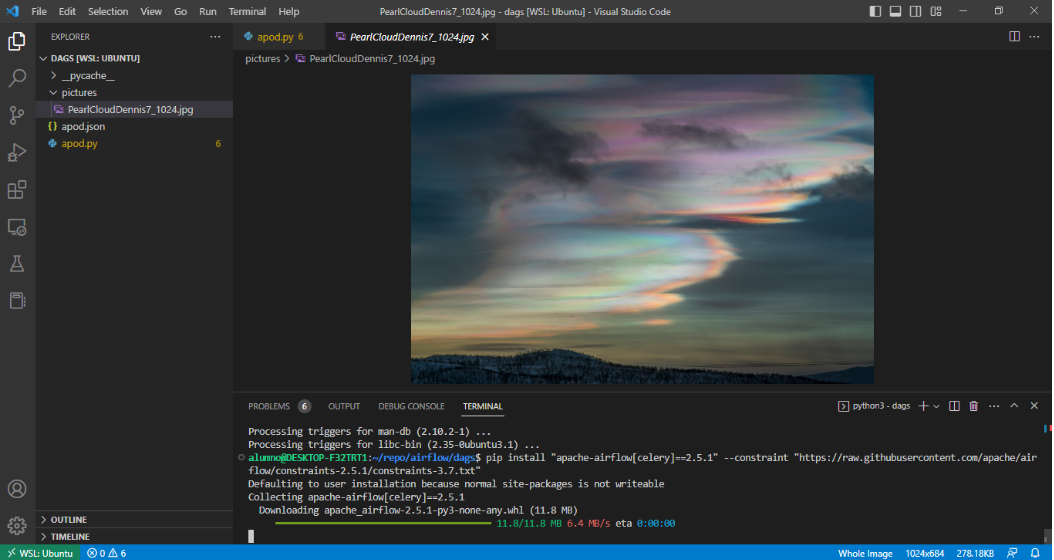 File Edit Selection View Go Run Terminal Help PearlCloudDennis7_1024.jpg - dags [WSL: Ubuntu] - Visual Studio Code
EXPLORER
apod.py 6 PearlCloudDennis7_1024.jpg
DAGS [WSL: UBUNTU]
pictures > PearlCloudDennis7_1024.jpg
__pycache__
pictures
PearlCloudDennis7_1024.jpg
{} apod.json
apod.py 6
PROBLEMS 6 OUTPUT DEBUG CONSOLE TERMINAL python3 - dags
Processing triggers for man-db (2.10.2-1) ...
Processing triggers for libc-bin (2.35-0ubuntu3.1) ...
alumno@DESKTOP-F32TRT1:~/repo/airflow/dags$ pip install "apache-airflow[celery]==2.5.1" --constraint "https://raw.githubusercontent.com/apache/air
flow/constraints-2.5.1/constraints-3.7.txt"
Defaulting to user installation because normal site-packages is not writeable
Collecting apache-airflow[celery]==2.5.1
Downloading apache_airflow-2.5.1-py3-none-any.whl (11.8 MB)
11.8/11.8 MB 6.4 MB/s eta 0:00:00
OUTLINE
TIMELINE
WSL: Ubuntu 0 6 Whole Image 1024x684 278.18KB